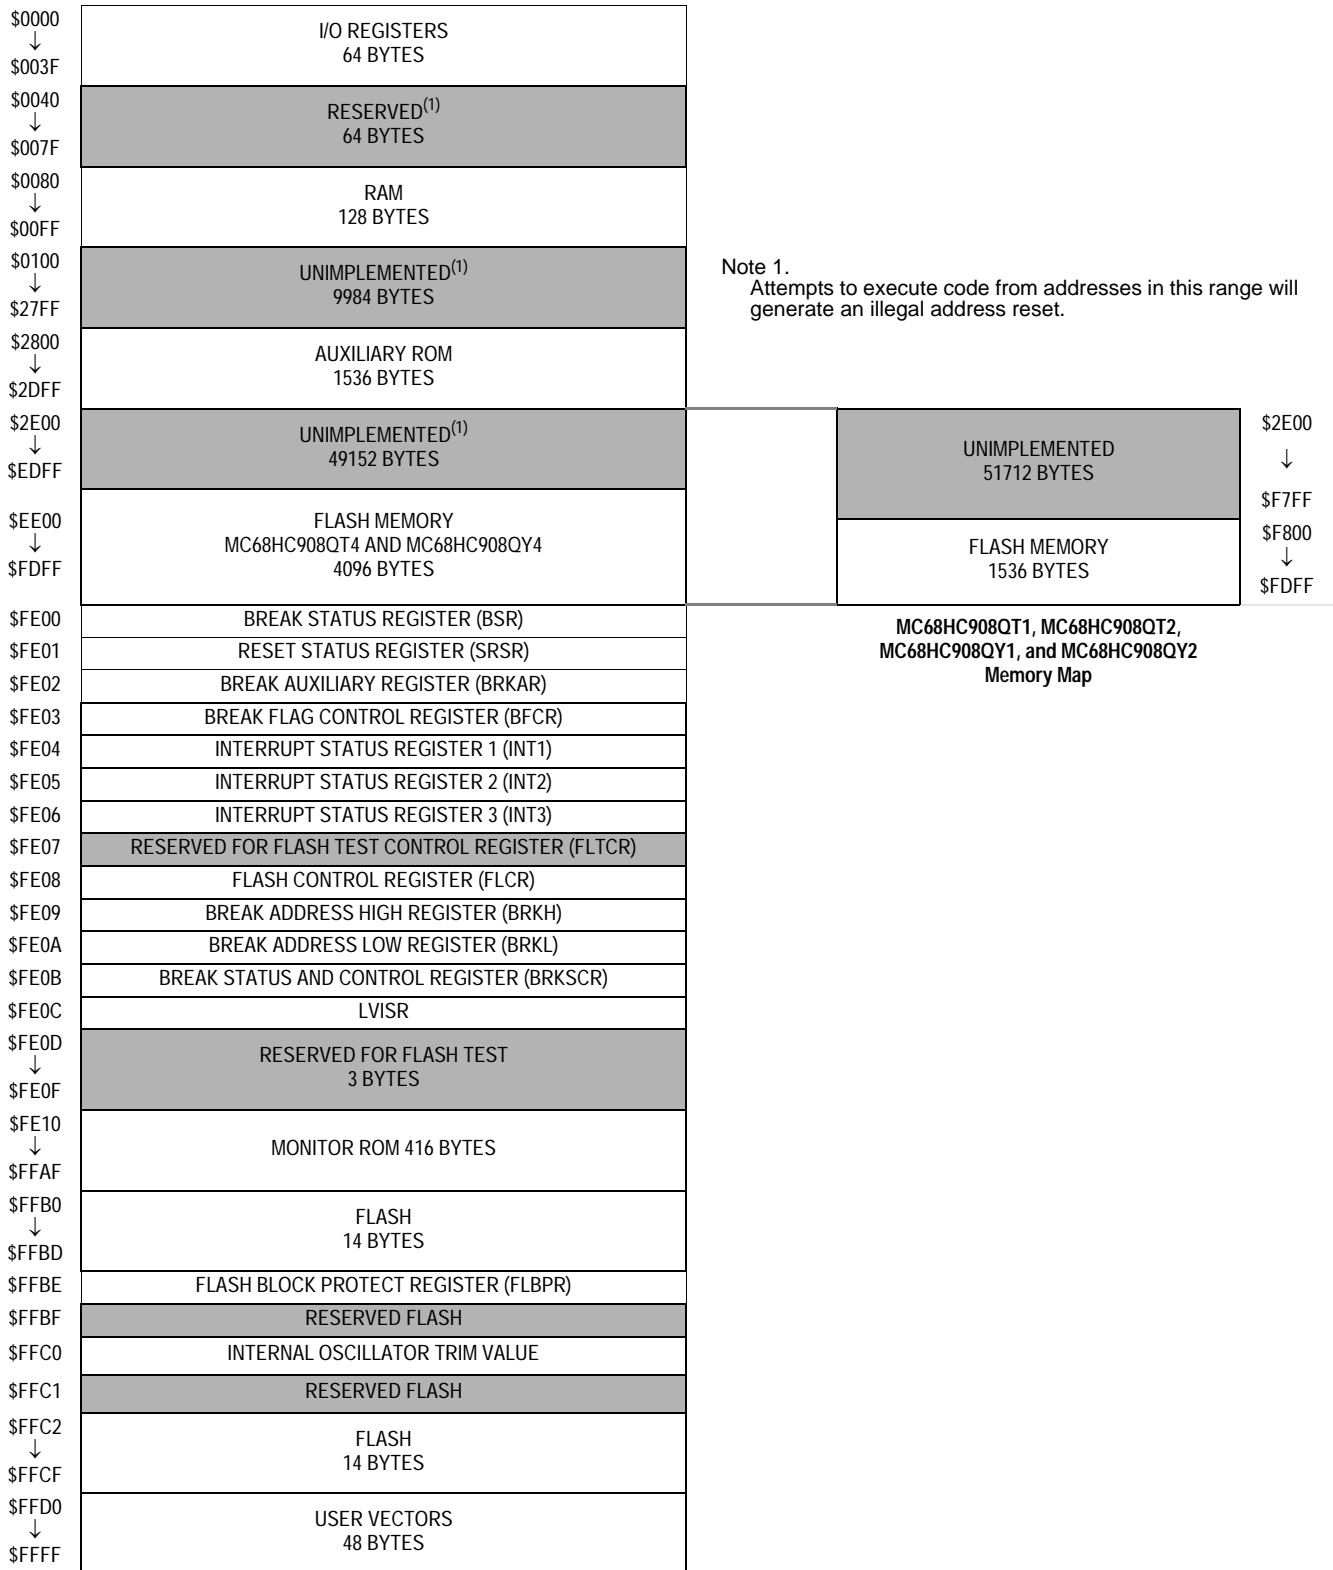 $0000
↓
$003F
I/O REGISTERS
64 BYTES
$0040
↓
$007F
RESERVED(1)
64 BYTES
$0080
↓
$00FF
RAM
128 BYTES
$0100
↓
$27FF
UNIMPLEMENTED(1)
9984 BYTES
Note 1.
Attempts to execute code from addresses in this range will
generate an illegal address reset.
$2800
↓
$2DFF
AUXILIARY ROM
1536 BYTES
$2E00
↓
$EDFF
UNIMPLEMENTED(1)
49152 BYTES
UNIMPLEMENTED
51712 BYTES
$2E00
↓
$F7FF
$EE00
↓
$FDFF
FLASH MEMORY
MC68HC908QT4 AND MC68HC908QY4
4096 BYTES
FLASH MEMORY
1536 BYTES
$F800
↓
$FDFF
MC68HC908QT1, MC68HC908QT2,
MC68HC908QY1, and MC68HC908QY2
Memory Map
$FE00 BREAK STATUS REGISTER (BSR)
$FE01 RESET STATUS REGISTER (SRSR)
$FE02 BREAK AUXILIARY REGISTER (BRKAR)
$FE03 BREAK FLAG CONTROL REGISTER (BFCR)
$FE04 INTERRUPT STATUS REGISTER 1 (INT1)
$FE05 INTERRUPT STATUS REGISTER 2 (INT2)
$FE06 INTERRUPT STATUS REGISTER 3 (INT3)
$FE07 RESERVED FOR FLASH TEST CONTROL REGISTER (FLTCR)
$FE08 FLASH CONTROL REGISTER (FLCR)
$FE09 BREAK ADDRESS HIGH REGISTER (BRKH)
$FE0A BREAK ADDRESS LOW REGISTER (BRKL)
$FE0B BREAK STATUS AND CONTROL REGISTER (BRKSCR)
$FE0C LVISR
$FE0D
↓
$FE0F
RESERVED FOR FLASH TEST
3 BYTES
$FE10
↓
$FFAF
MONITOR ROM 416 BYTES
$FFB0
↓
$FFBD
FLASH
14 BYTES
$FFBE FLASH BLOCK PROTECT REGISTER (FLBPR)
$FFBF RESERVED FLASH
$FFC0 INTERNAL OSCILLATOR TRIM VALUE
$FFC1 RESERVED FLASH
$FFC2
↓
$FFCF
FLASH
14 BYTES
$FFD0
↓
$FFFF
USER VECTORS
48 BYTES